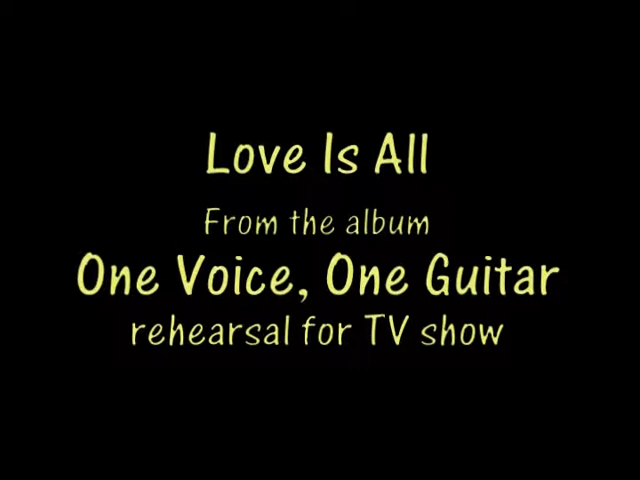 Love Is All
From the album
One Voice, One Guitar
rehearsal for TV show